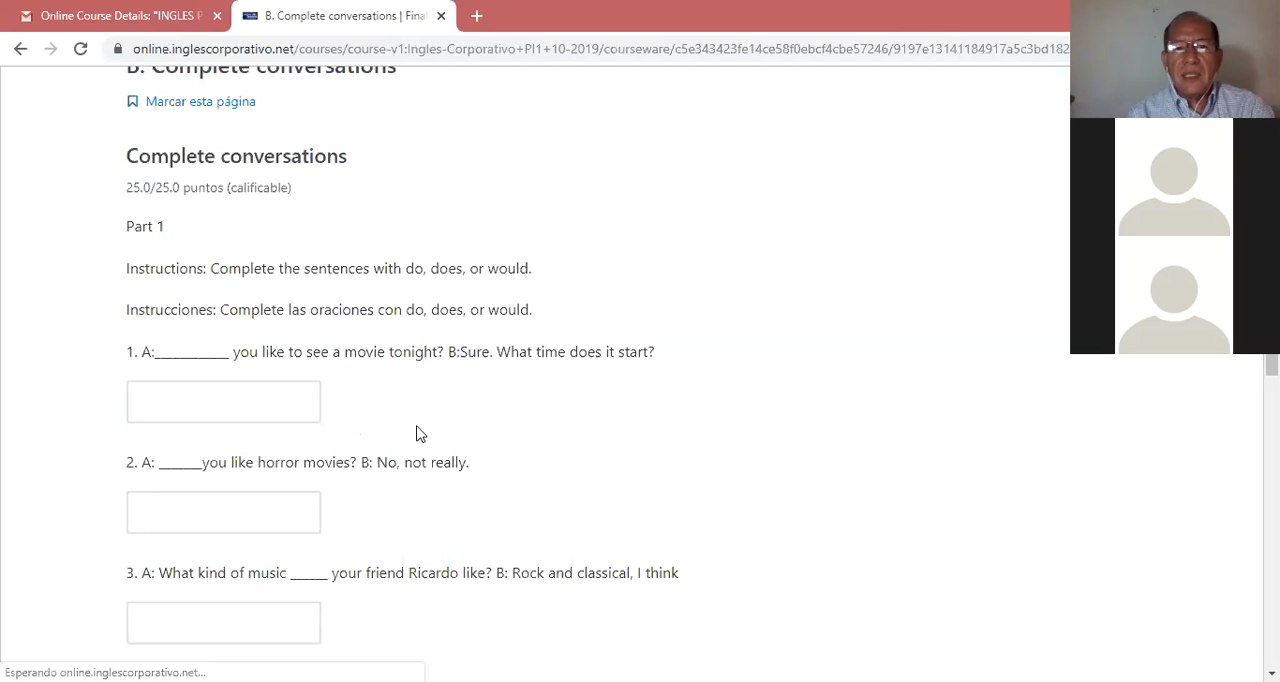 Online Course Details: "INGLES P
B. Complete conversations | Fina
online.inglescorporativo.net/courses/course-v1:Ingles-Corporativo+PI1+10-2019/courseware/c5e343423fe14ce58f0ebcf4cbe57246/9197e13141184917a5c3bd182
B. Complete conversations
Marcar esta página
Complete conversations
25.0/25.0 puntos (calificable)
Part 1
Instructions: Complete the sentences with do, does, or would.
Instrucciones: Complete las oraciones con do, does, or would.
1. A:___________ you like to see a movie tonight? B:Sure. What time does it start?
2. A: ______you like horror movies? B: No, not really.
3. A: What kind of music _____ your friend Ricardo like? B: Rock and classical, I think
Esperando online.inglescorporativo.net...